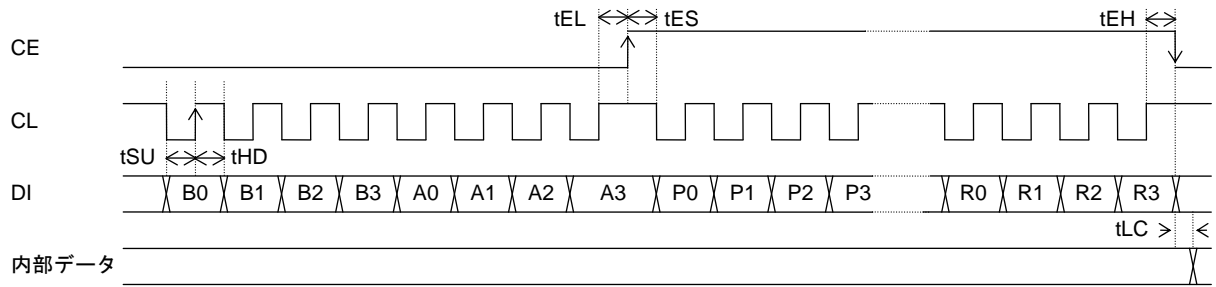 tEL tES tEH
CE
CL
tSU tHD
DI B0 B1 B2 B3 A0 A1 A2 A3 P0 P1 P2 P3 R0 R1 R2 R3
tLC
内部データ